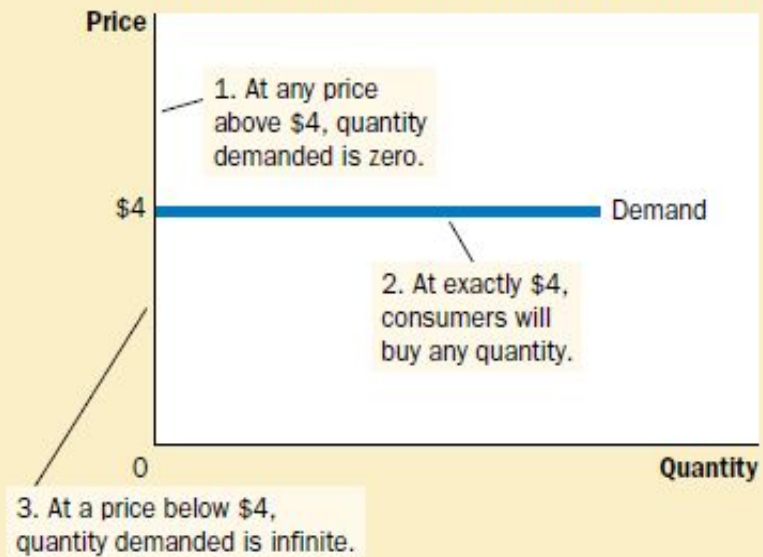 Price
1. At any price
above $4, quantity
demanded is zero.
$4
Demand
2. At exactly $4,
consumers will
buy any quantity.
0
Quantity
3. At a price below $4,
quantity demanded is infinite.